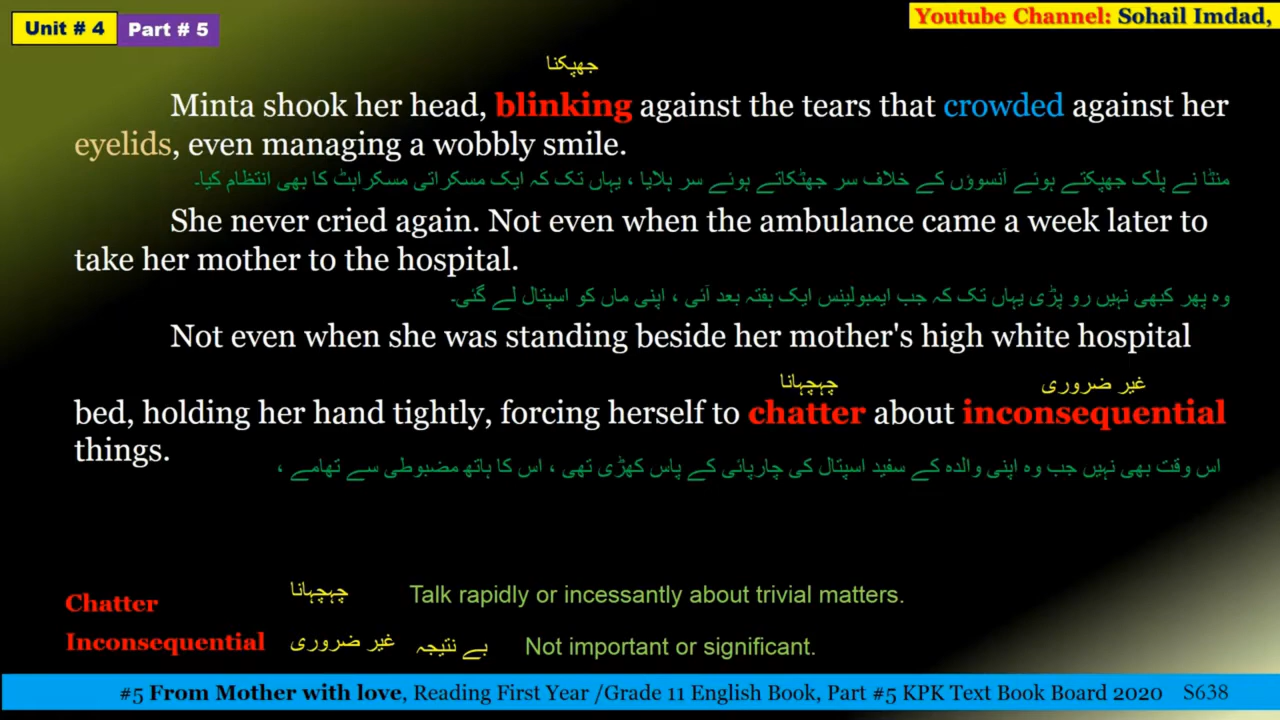 Unit # 4
Part # 5
Youtube Channel: Sohail Imdad,
جھپکنا
Minta shook her head, blinking against the tears that crowded against her
eyelids, even managing a wobbly smile.
منٹا نے پلک جھپکتے ہوئے آنسوؤں کے خلاف سر جھٹکاتے ہوئے سر ہلایا ، یہاں تک کہ ایک مسکراتی مسکراہٹ کا بھی انتظام کیا۔
She never cried again. Not even when the ambulance came a week later to
take her mother to the hospital.
وہ پھر کبھی نہیں رو پڑی یہاں تک کہ جب ایمبولینس ایک ہفتہ بعد آئی ، اپنی ماں کو اسپتال لے گئی۔
Not even when she was standing beside her mother's high white hospital
چہچہانا غیر ضروری
bed, holding her hand tightly, forcing herself to chatter about inconsequential
things.
اس وقت بھی نہیں جب وہ اپنی والدہ کے سفید اسپتال کی چارپائی کے پاس کھڑی تھی ، اس کا ہاتھ مضبوطی سے تھامے ،
Chatter چہچہانا Talk rapidly or incessantly about trivial matters.
Inconsequential غیر ضروری بے نتیجہ Not important or significant.
#5 From Mother with love, Reading First Year /Grade 11 English Book, Part #5 KPK Text Book Board 2020 S638